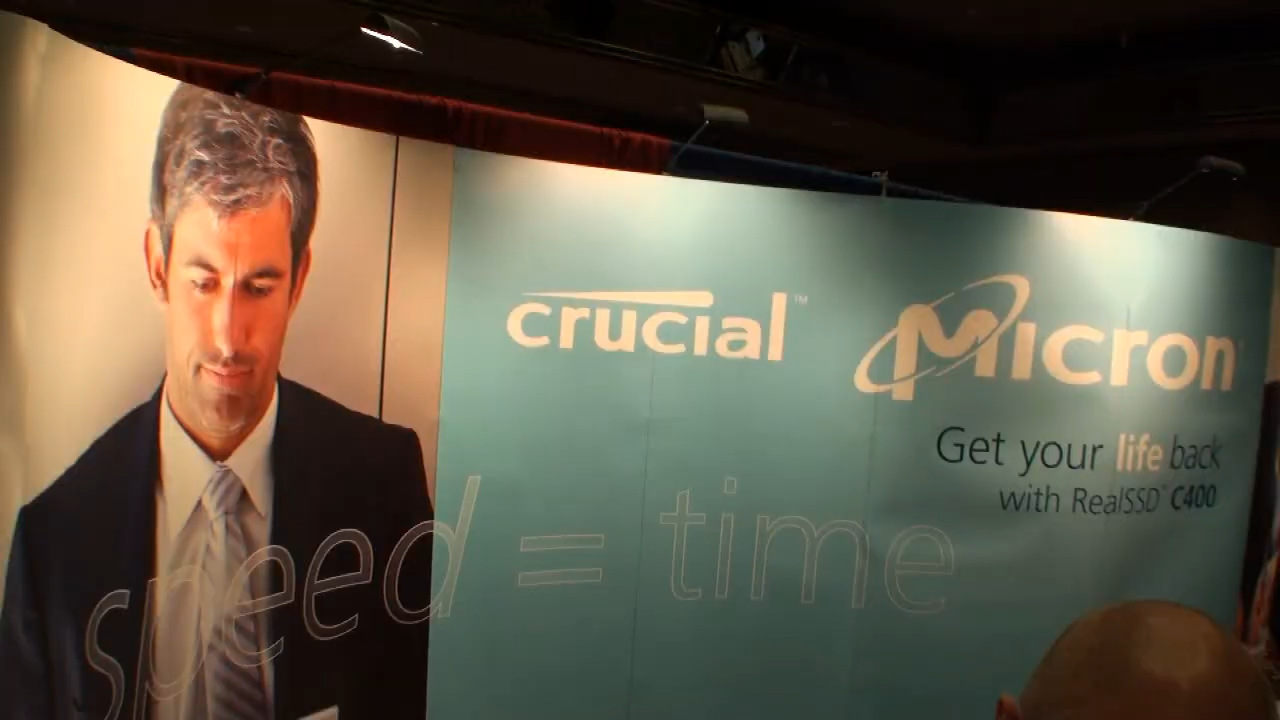 crucial™
Micron
Get your life back
with RealSSD® C400
speed = time